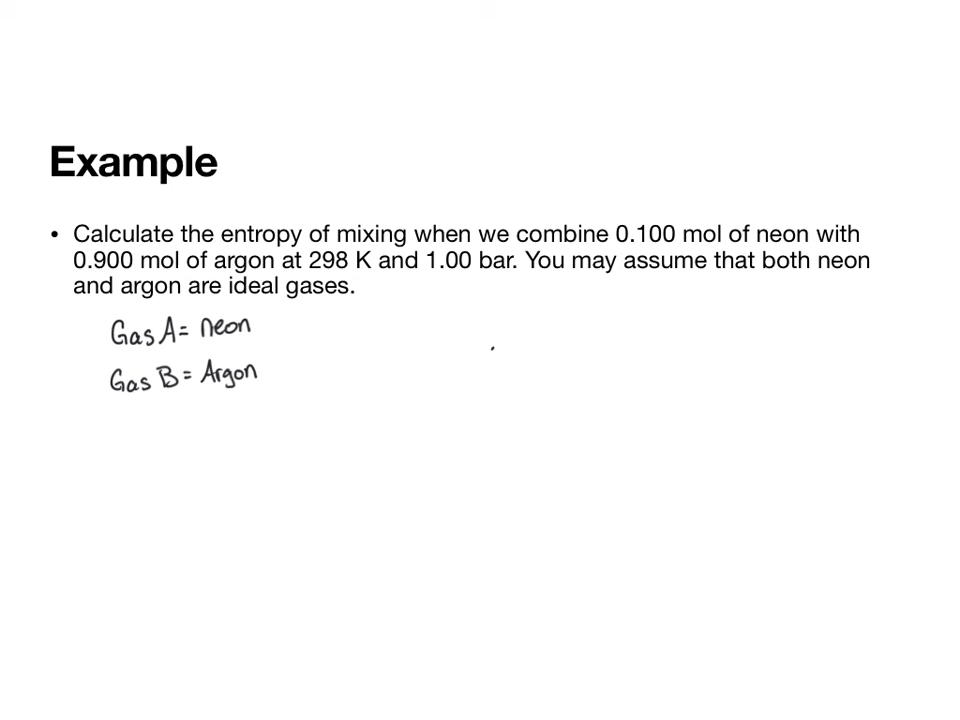 Example
• Calculate the entropy of mixing when we combine 0.100 mol of neon with
0.900 mol of argon at 298 K and 1.00 bar. You may assume that both neon
and argon are ideal gases.
Gas A = neon
Gas B = Argon